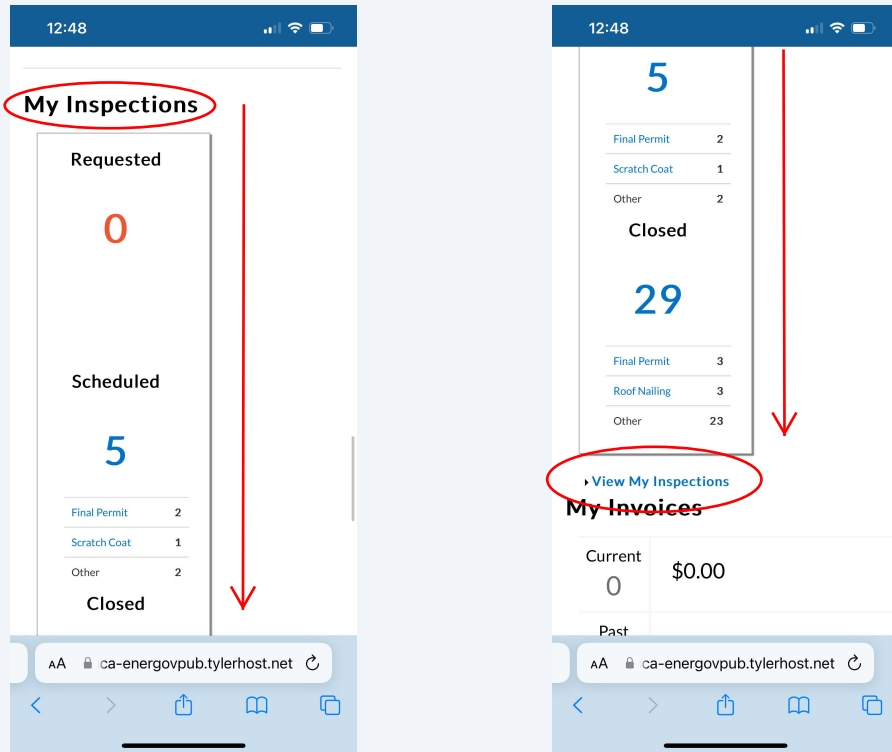 12:48
My Inspections
Requested
0
Scheduled
5
Final Permit 2
Scratch Coat 1
Other 2
Closed
AA ca-energovpub.tylerhost.net
12:48
5
Final Permit 2
Scratch Coat 1
Other 2
Closed
29
Final Permit 3
Roof Nailing 3
Other 23
View My Inspections
My Invoices
Current
0 $0.00
Past
AA ca-energovpub.tylerhost.net